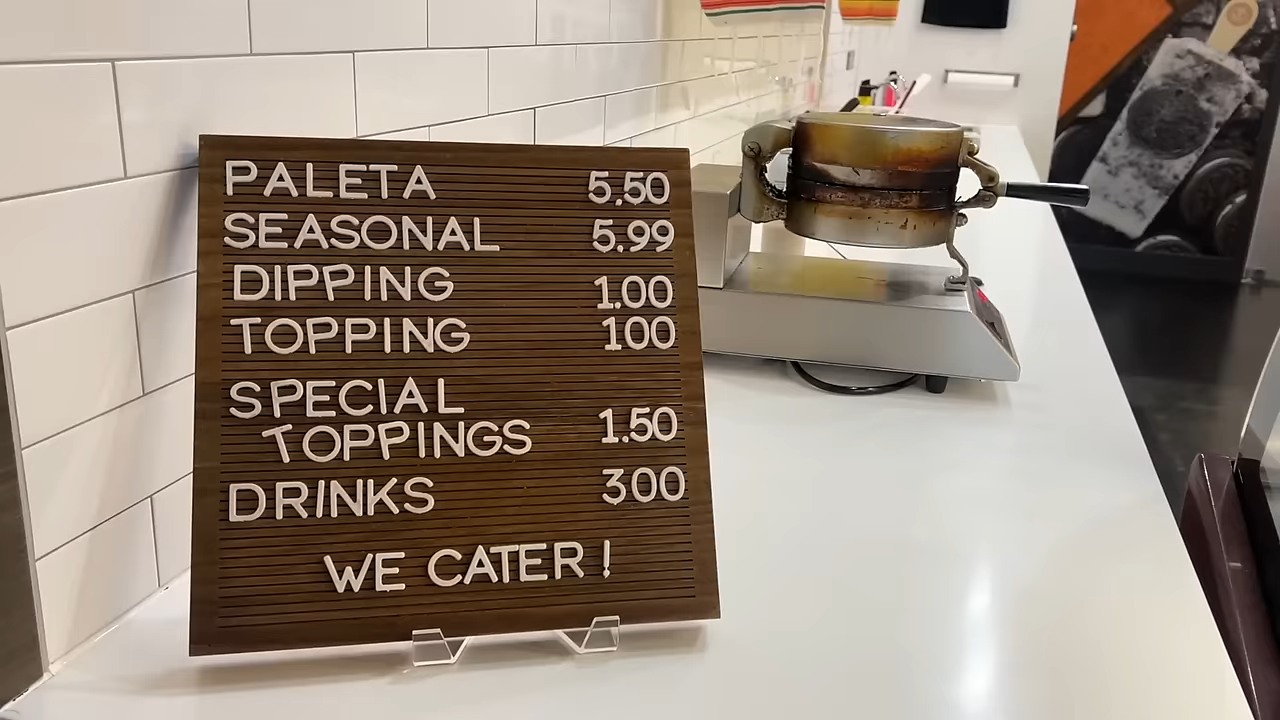 PALETA 5.50
SEASONAL 5.99
DIPPING 1.00
TOPPING 100
SPECIAL
TOPPINGS 1.50
DRINKS 300
WE CATER !